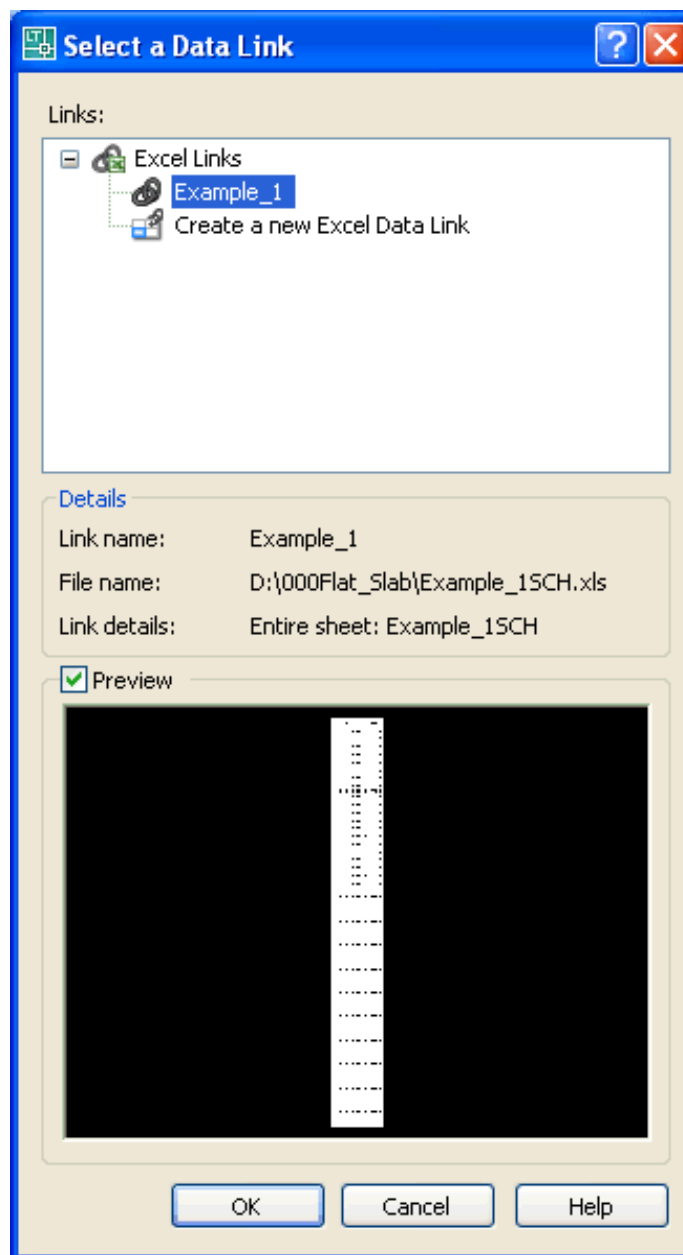 Select a Data Link
Links:
Excel Links
Example_1
Create a new Excel Data Link
Details
Link name: Example_1
File name: D:\000Flat_Slab\Example_1SCH.xls
Link details: Entire sheet: Example_1SCH
Preview
OK Cancel Help